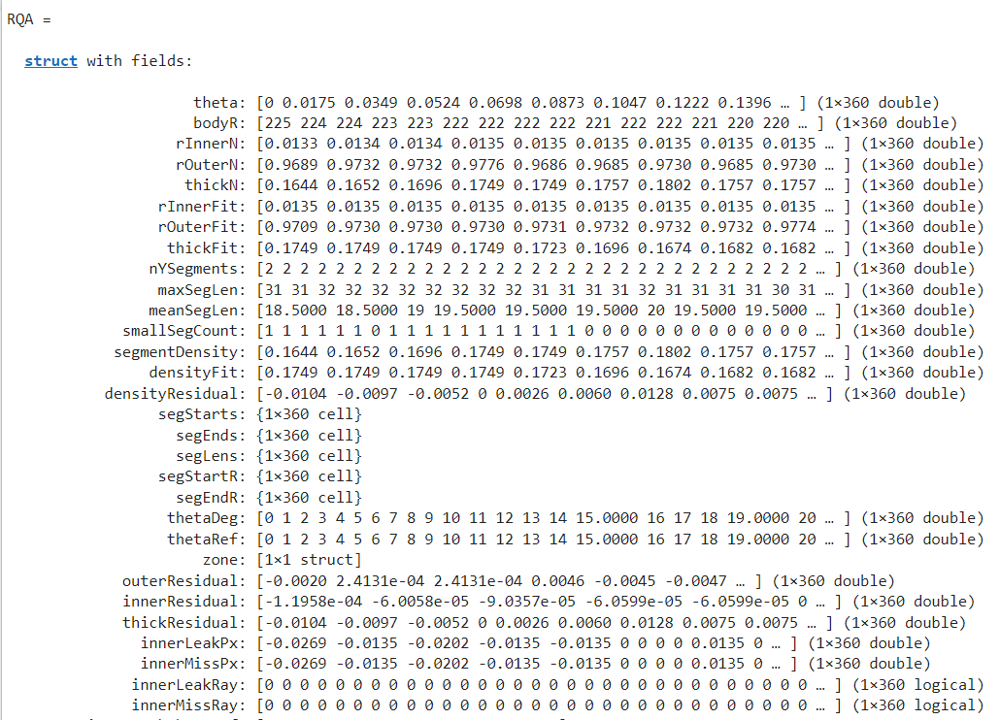 RQA =
struct with fields:
theta: [0 0.0175 0.0349 0.0524 0.0698 0.0873 0.1047 0.1222 0.1396 … ] (1×360 double)
bodyR: [225 224 224 223 223 222 222 222 222 221 222 222 221 220 220 … ] (1×360 double)
rInnerN: [0.0133 0.0134 0.0134 0.0135 0.0135 0.0135 0.0135 0.0135 0.0135 … ] (1×360 double)
rOuterN: [0.9689 0.9732 0.9732 0.9776 0.9686 0.9685 0.9730 0.9685 0.9730 … ] (1×360 double)
thickN: [0.1644 0.1652 0.1696 0.1749 0.1749 0.1757 0.1802 0.1757 0.1757 … ] (1×360 double)
rInnerFit: [0.0135 0.0135 0.0135 0.0135 0.0135 0.0135 0.0135 0.0135 0.0135 … ] (1×360 double)
rOuterFit: [0.9709 0.9730 0.9730 0.9730 0.9731 0.9732 0.9732 0.9732 0.9774 … ] (1×360 double)
thickFit: [0.1749 0.1749 0.1749 0.1749 0.1723 0.1696 0.1674 0.1682 0.1682 … ] (1×360 double)
nYSegments: [2 2 2 2 2 2 2 2 2 2 2 2 2 2 2 2 2 2 2 2 2 2 2 2 2 2 2 2 2 2 2 … ] (1×360 double)
maxSegLen: [31 31 32 32 32 32 32 32 32 32 31 31 31 31 32 31 31 31 31 30 31 … ] (1×360 double)
meanSegLen: [18.5000 18.5000 19 19.5000 19.5000 19.5000 20 19.5000 19.5000 … ] (1×360 double)
smallSegCount: [1 1 1 1 1 1 0 1 1 1 1 1 1 1 1 1 1 1 0 0 0 0 0 0 0 0 0 0 0 0 0 … ] (1×360 double)
segmentDensity: [0.1644 0.1652 0.1696 0.1749 0.1749 0.1757 0.1802 0.1757 0.1757 … ] (1×360 double)
densityFit: [0.1749 0.1749 0.1749 0.1749 0.1723 0.1696 0.1674 0.1682 0.1682 … ] (1×360 double)
densityResidual: [-0.0104 -0.0097 -0.0052 0 0.0026 0.0060 0.0128 0.0075 0.0075 … ] (1×360 double)
segStarts: {1×360 cell}
segEnds: {1×360 cell}
segLens: {1×360 cell}
segStartR: {1×360 cell}
segEndR: {1×360 cell}
thetaDeg: [0 1 2 3 4 5 6 7 8 9 10 11 12 13 14 15.0000 16 17 18 19.0000 20 … ] (1×360 double)
thetaRef: [0 1 2 3 4 5 6 7 8 9 10 11 12 13 14 15.0000 16 17 18 19.0000 20 … ] (1×360 double)
zone: [1×1 struct]
outerResidual: [-0.0020 2.4131e-04 2.4131e-04 0.0046 -0.0045 -0.0047 … ] (1×360 double)
innerResidual: [-1.1958e-04 -6.0058e-05 -9.0357e-05 -6.0599e-05 -6.0599e-05 0 … ] (1×360 double)
thickResidual: [-0.0104 -0.0097 -0.0052 0 0.0026 0.0060 0.0128 0.0075 0.0075 … ] (1×360 double)
innerLeakPx: [-0.0269 -0.0135 -0.0202 -0.0135 -0.0135 0 0 0 0 0.0135 0 … ] (1×360 double)
innerMissPx: [-0.0269 -0.0135 -0.0202 -0.0135 -0.0135 0 0 0 0 0.0135 0 … ] (1×360 double)
innerLeakRay: [0 0 0 0 0 0 0 0 0 0 0 0 0 0 0 0 0 0 0 0 0 0 0 0 0 0 0 0 0 0 0 … ] (1×360 logical)
innerMissRay: [0 0 0 0 0 0 0 0 0 0 0 0 0 0 0 0 0 0 0 0 0 0 0 0 0 0 0 0 0 0 0 … ] (1×360 logical)